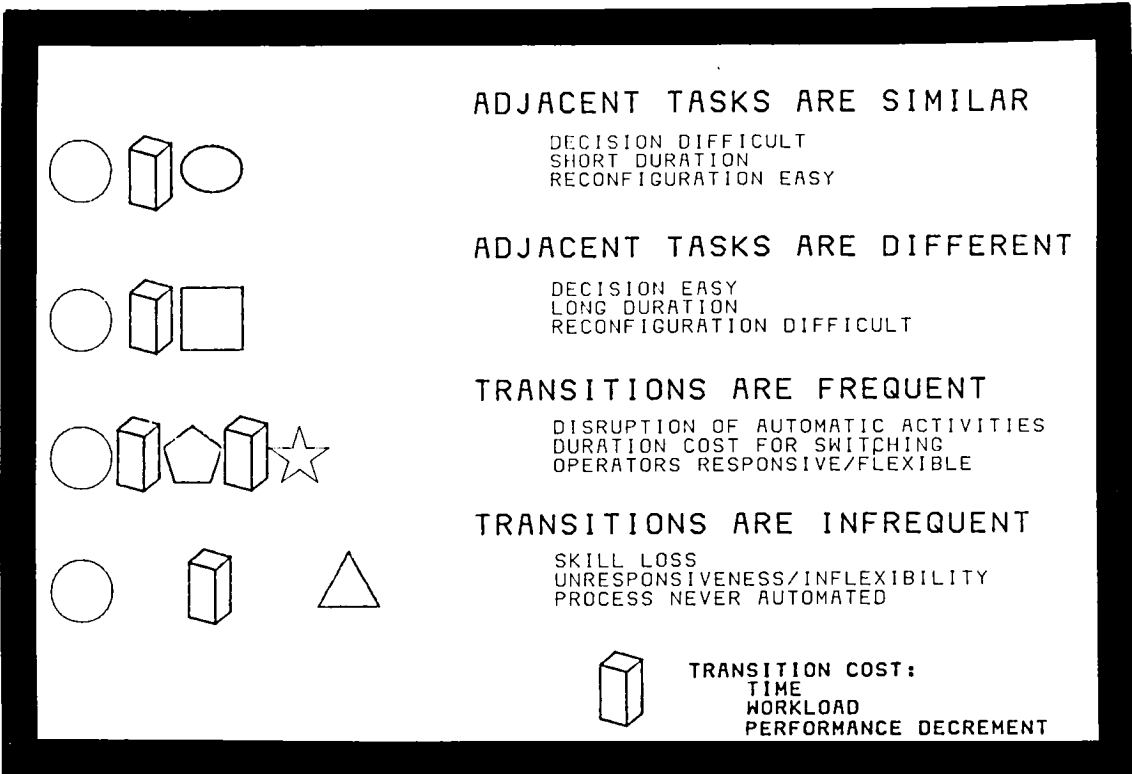 ADJACENT TASKS ARE SIMILAR
DECISION DIFFICULT
SHORT DURATION
RECONFIGURATION EASY
ADJACENT TASKS ARE DIFFERENT
DECISION EASY
LONG DURATION
RECONFIGURATION DIFFICULT
TRANSITIONS ARE FREQUENT
DISRUPTION OF AUTOMATIC ACTIVITIES
DURATION COST FOR SWITCHING
OPERATORS RESPONSIVE/FLEXIBLE
TRANSITIONS ARE INFREQUENT
SKILL LOSS
UNRESPONSIVENESS/INFLEXIBILITY
PROCESS NEVER AUTOMATED
TRANSITION COST:
TIME
WORKLOAD
PERFORMANCE DECREMENT